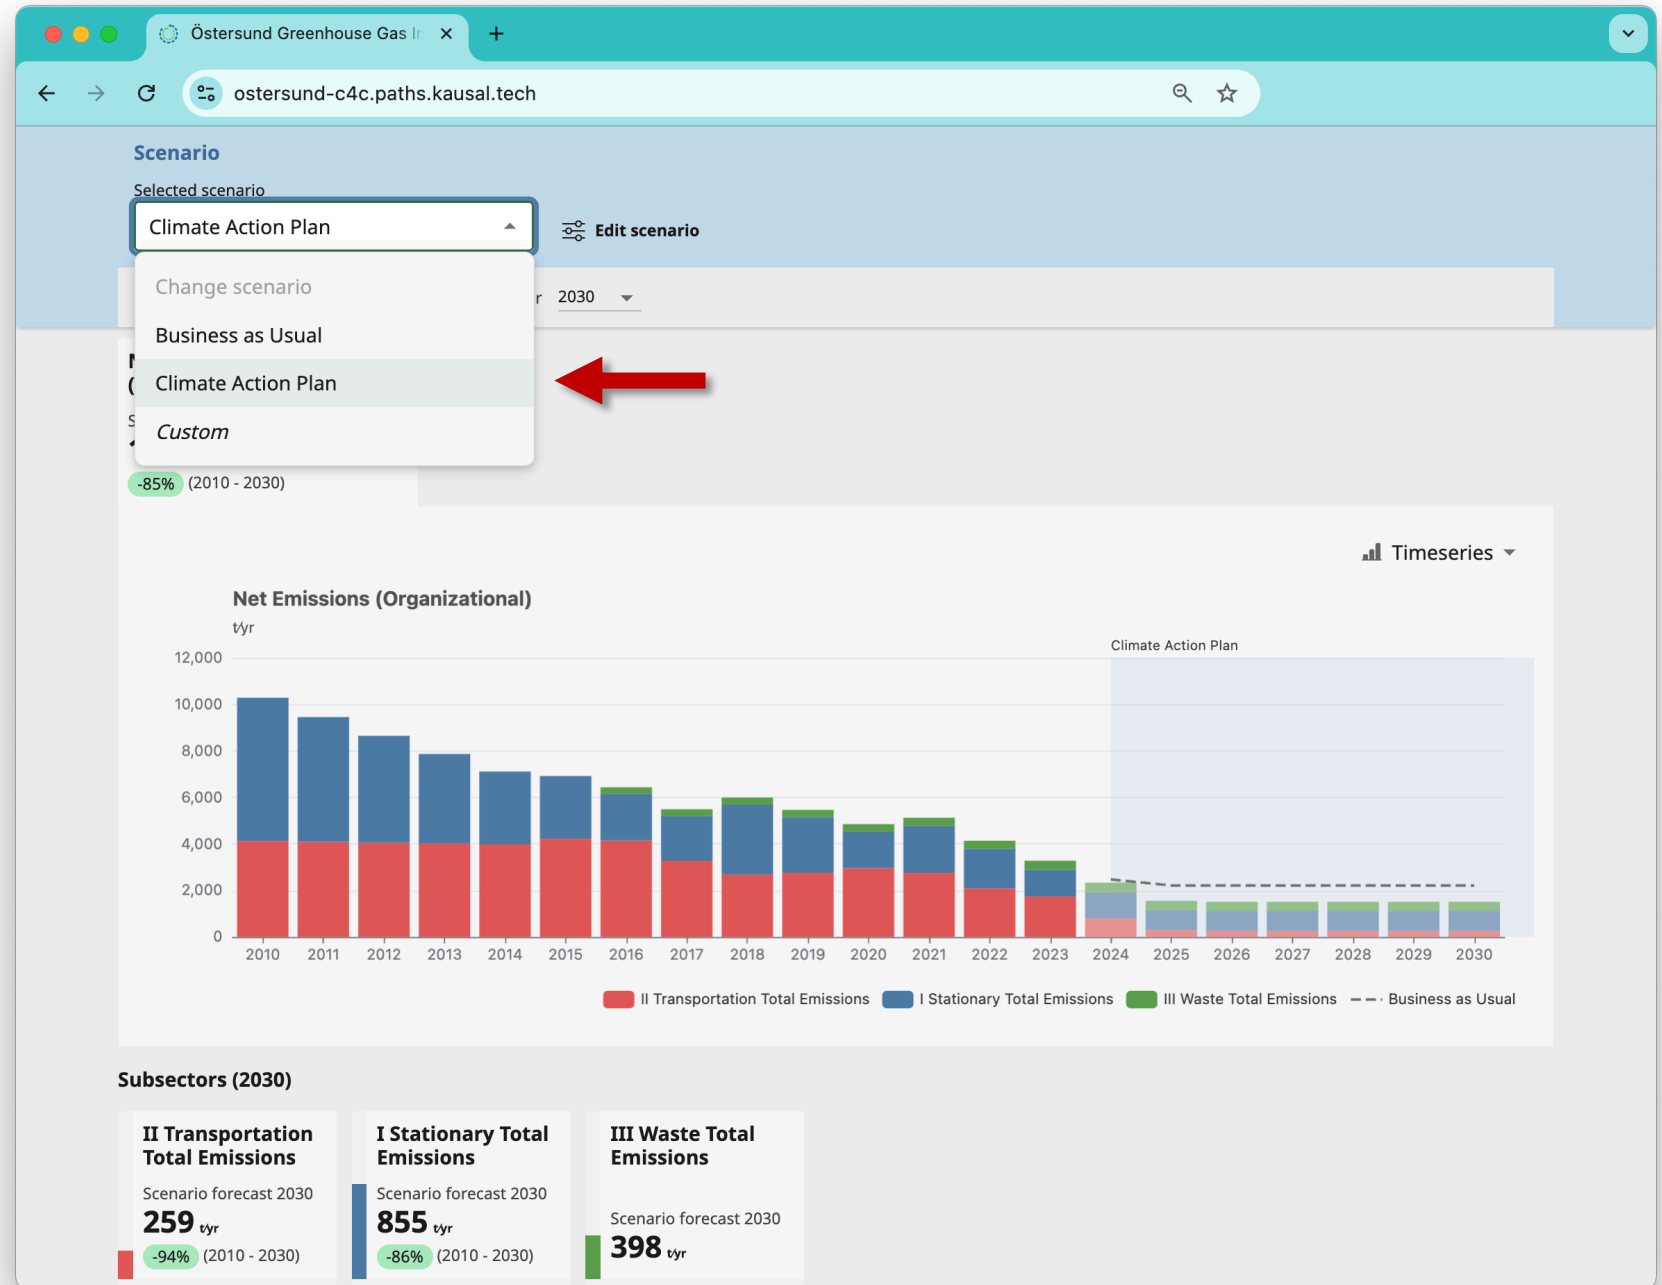 Östersund Greenhouse Gas
ostersund-c4c.paths.kausal.tech
Scenario
Selected scenario
Climate Action Plan
Edit scenario
Change scenario
2030
Business as Usual
Climate Action Plan
Custom
-85% (2010 - 2030)
Timeseries
Net Emissions (Organizational)
t/yr
Climate Action Plan
12,000
10,000
8,000
6,000
4,000
2,000
0
2010 2011 2012 2013 2014 2015 2016 2017 2018 2019 2020 2021 2022 2023 2024 2025 2026 2027 2028 2029 2030
II Transportation Total Emissions I Stationary Total Emissions III Waste Total Emissions Business as Usual
Subsectors (2030)
II Transportation
Total Emissions
Scenario forecast 2030
259 t/yr
-94% (2010 - 2030)
I Stationary Total
Emissions
Scenario forecast 2030
855 t/yr
-86% (2010 - 2030)
III Waste Total
Emissions
Scenario forecast 2030
398 t/yr